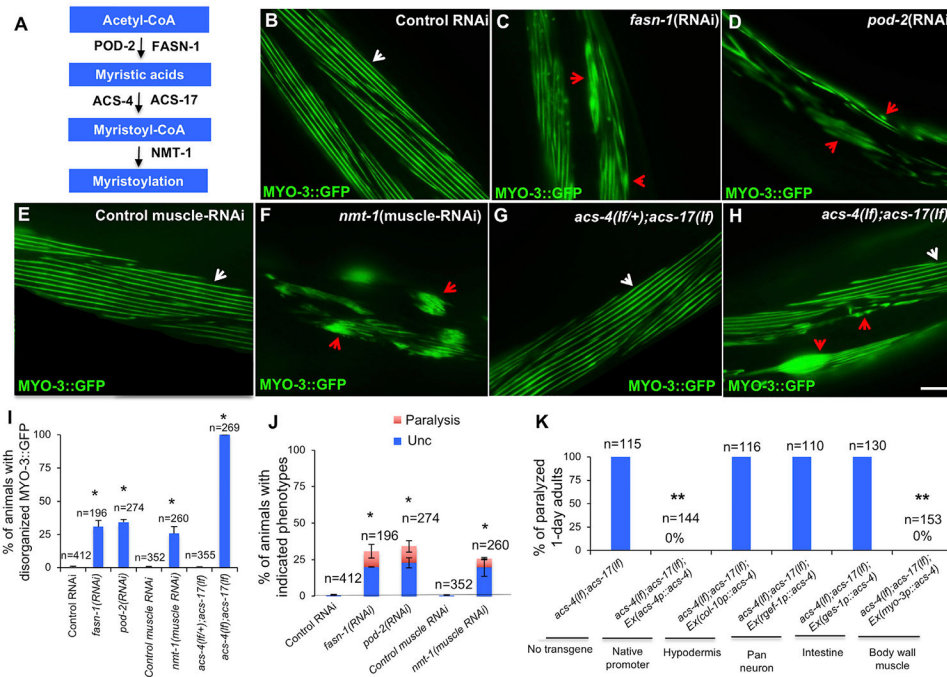 A
Acetyl-CoA
POD-2 FASN-1
Myristic acids
ACS-4 ACS-17
Myristoyl-CoA
NMT-1
Myristoylation
B
Control RNAi
MYO-3::GFP
C
fasn-1(RNAi)
MYO-3::GFP
D
pod-2(RNAi)
MYO-3::GFP
E
Control muscle-RNAi
MYO-3::GFP
F
nmt-1(muscle-RNAi)
MYO-3::GFP
G
acs-4(lf/+);acs-17(lf)
MYO-3::GFP
H
acs-4(lf);acs-17(lf)
MYO-3::GFP
I
% of animals with
disorganized MYO-3::GFP
100
75
50
25
0
n=412
*
n=196
*
n=274
n=352
*
n=260
n=355
*
n=269
Control RNAi
fasn-1(RNAi)
pod-2(RNAi)
Control muscle RNAi
nmt-1(muscle RNAi)
acs-4(lf/+);acs-17(lf)
acs-4(lf);acs-17(lf)
J
Paralysis
Unc
% of animals with
indicated phenotypes
100
75
50
25
0
n=412
*
n=196
*
n=274
n=352
*
n=260
Control RNAi
fasn-1(RNAi)
pod-2(RNAi)
Control muscle RNAi
nmt-1(muscle RNAi)
K
% of paralyzed
1-day adults
100
75
50
25
0
n=115
**
n=144
0%
n=116
n=110
n=130
**
n=153
0%
acs-4(lf);acs-17(lf)
acs-4(lf);acs-17(lf);
Ex(acs-4p::acs-4)
acs-4(lf);acs-17(lf);
Ex(col-10p::acs-4)
acs-4(lf);acs-17(lf);
Ex(rgef-1p::acs-4)
acs-4(lf);acs-17(lf);
Ex(ges-1p::acs-4)
acs-4(lf);acs-17(lf);
Ex(myo-3p::acs-4)
No transgene
Native
promoter
Hypodermis
Pan
neuron
Intestine
Body wall
muscle